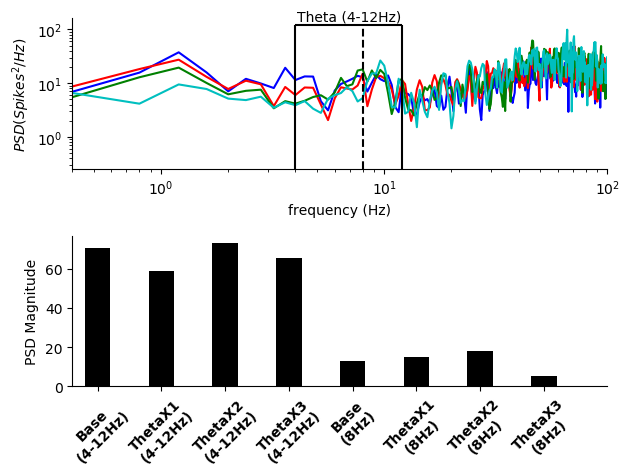 Theta (4-12Hz)
10²
10¹
10⁰
PSD(Spikes²/Hz)
10⁰ 10¹ 10²
frequency (Hz)
60
40
20
0
PSD Magnitude
Base
(4-12Hz)
ThetaX1
(4-12Hz)
ThetaX2
(4-12Hz)
ThetaX3
(4-12Hz)
Base
(8Hz)
ThetaX1
(8Hz)
ThetaX2
(8Hz)
ThetaX3
(8Hz)